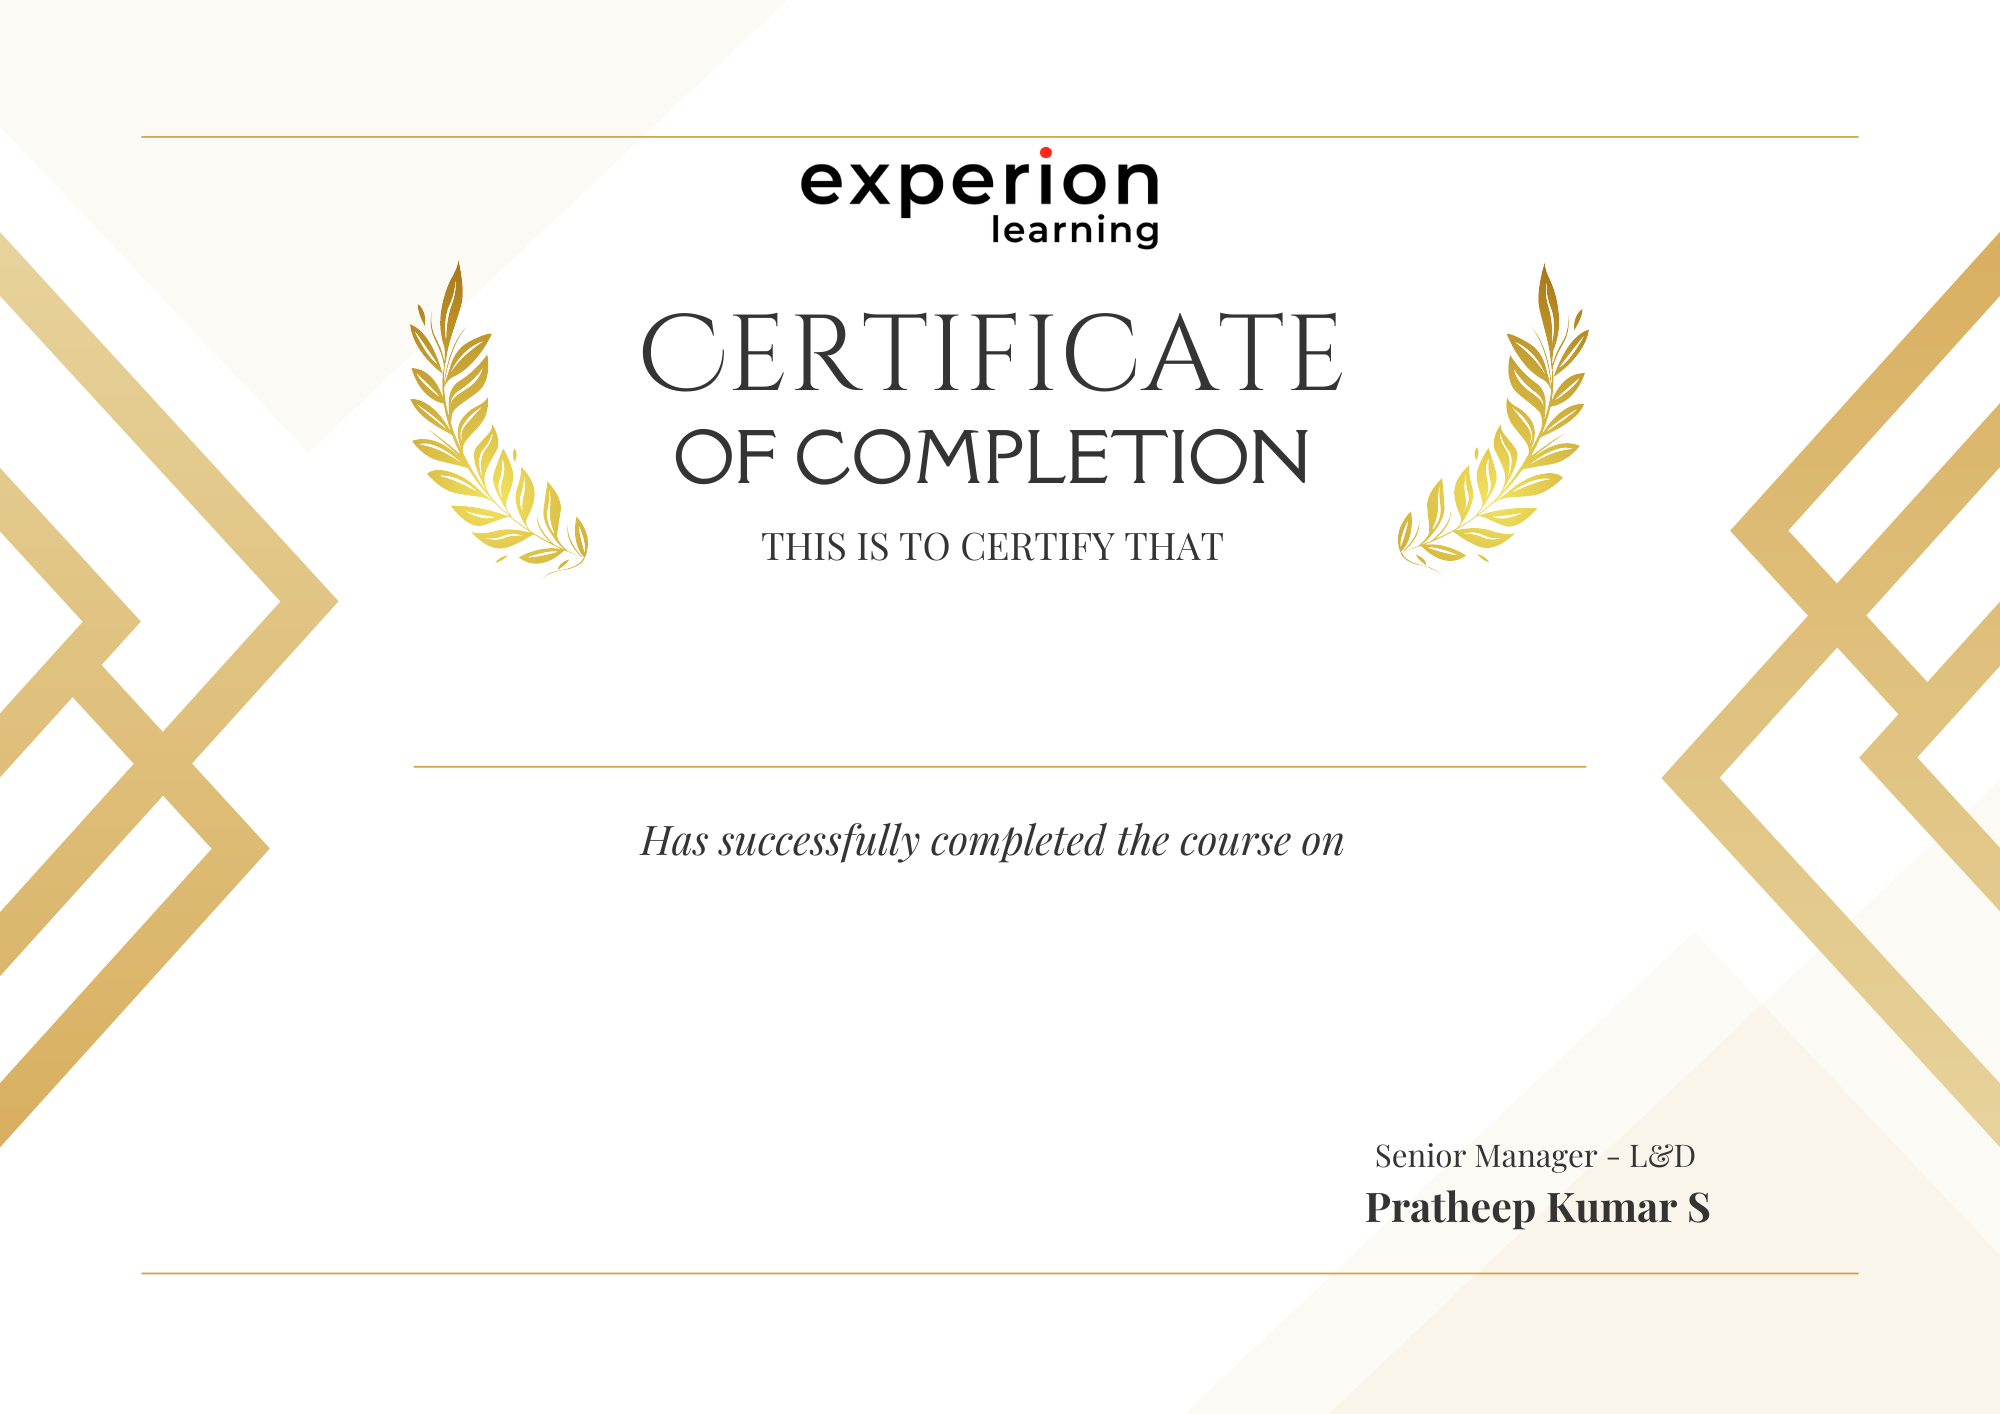 experion
learning
CERTIFICATE
OF COMPLETION
THIS IS TO CERTIFY THAT
Has successfully completed the course on
Senior Manager - L&D
Pratheep Kumar S